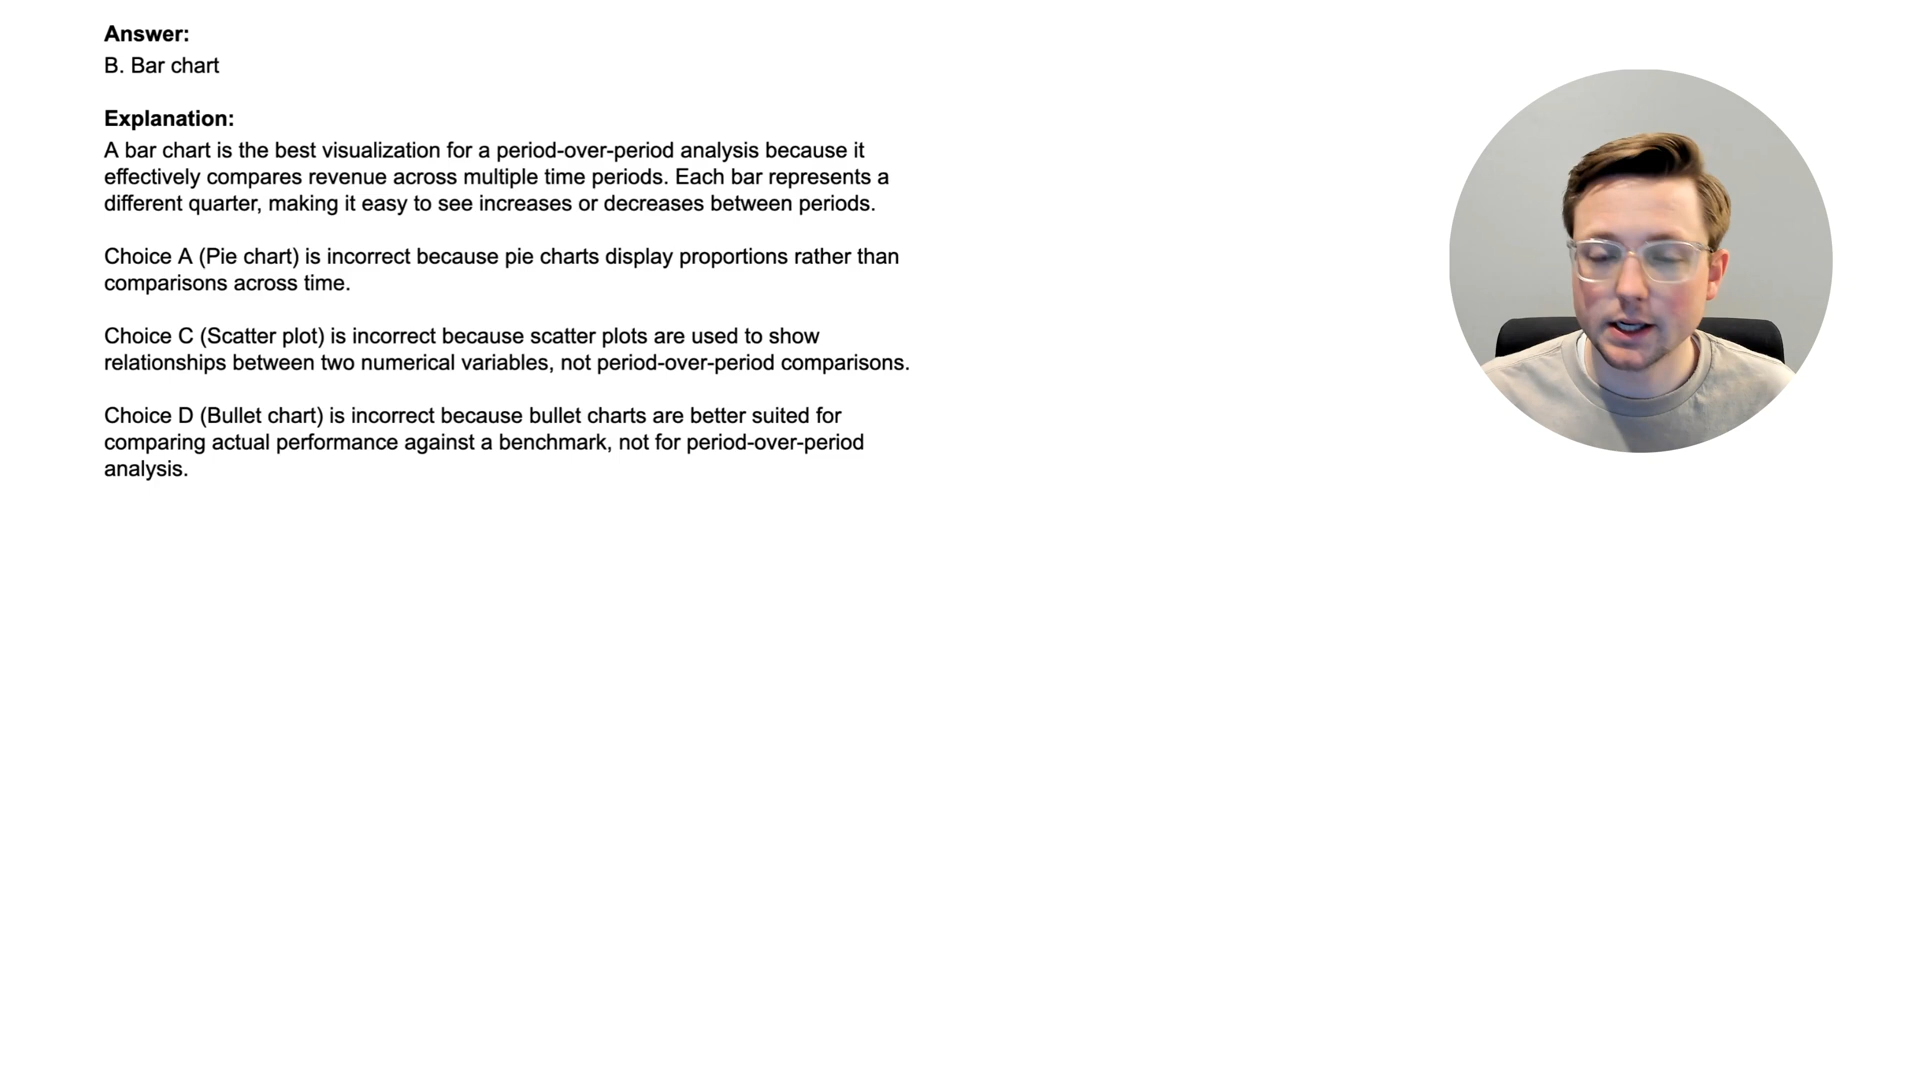 Answer:
B. Bar chart
Explanation:
A bar chart is the best visualization for a period-over-period analysis because it
effectively compares revenue across multiple time periods. Each bar represents a
different quarter, making it easy to see increases or decreases between periods.
Choice A (Pie chart) is incorrect because pie charts display proportions rather than
comparisons across time.
Choice C (Scatter plot) is incorrect because scatter plots are used to show
relationships between two numerical variables, not period-over-period comparisons.
Choice D (Bullet chart) is incorrect because bullet charts are better suited for
comparing actual performance against a benchmark, not for period-over-period
analysis.